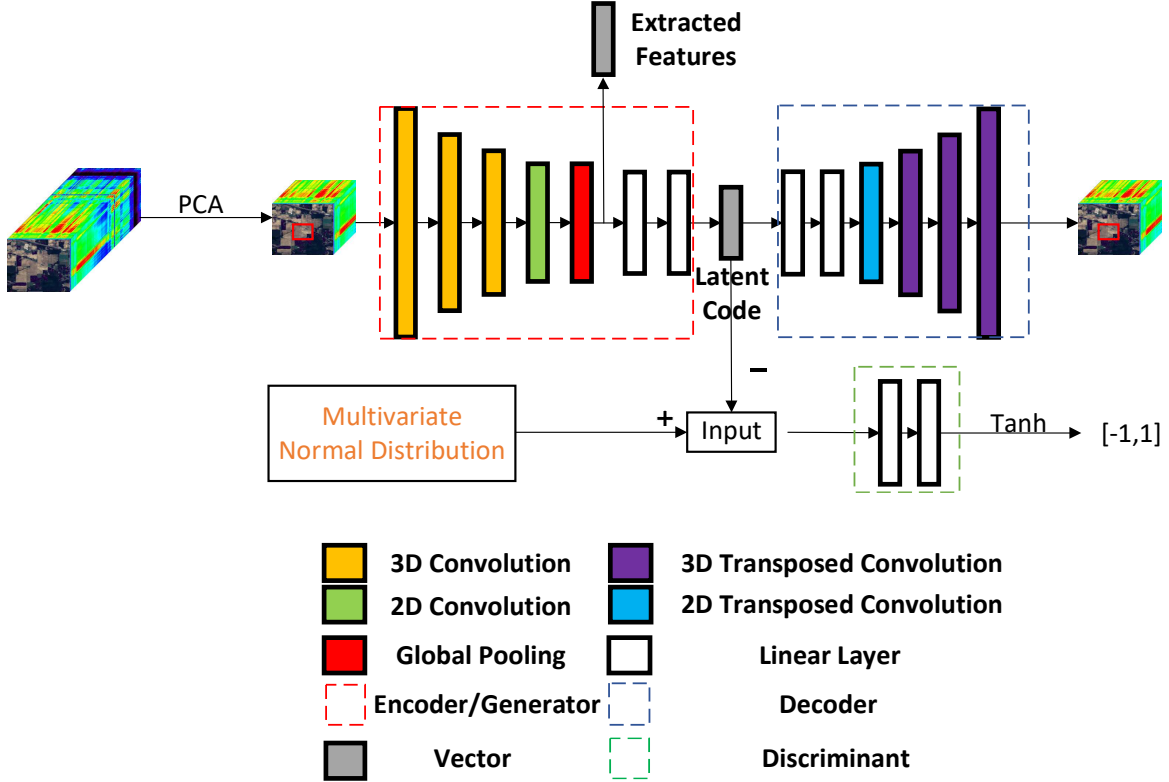 Extracted
Features
PCA
Latent
Code
−
Multivariate
Normal Distribution
+
Input
Tanh
[-1,1]
3D Convolution
3D Transposed Convolution
2D Convolution
2D Transposed Convolution
Global Pooling
Linear Layer
Encoder/Generator
Decoder
Vector
Discriminant